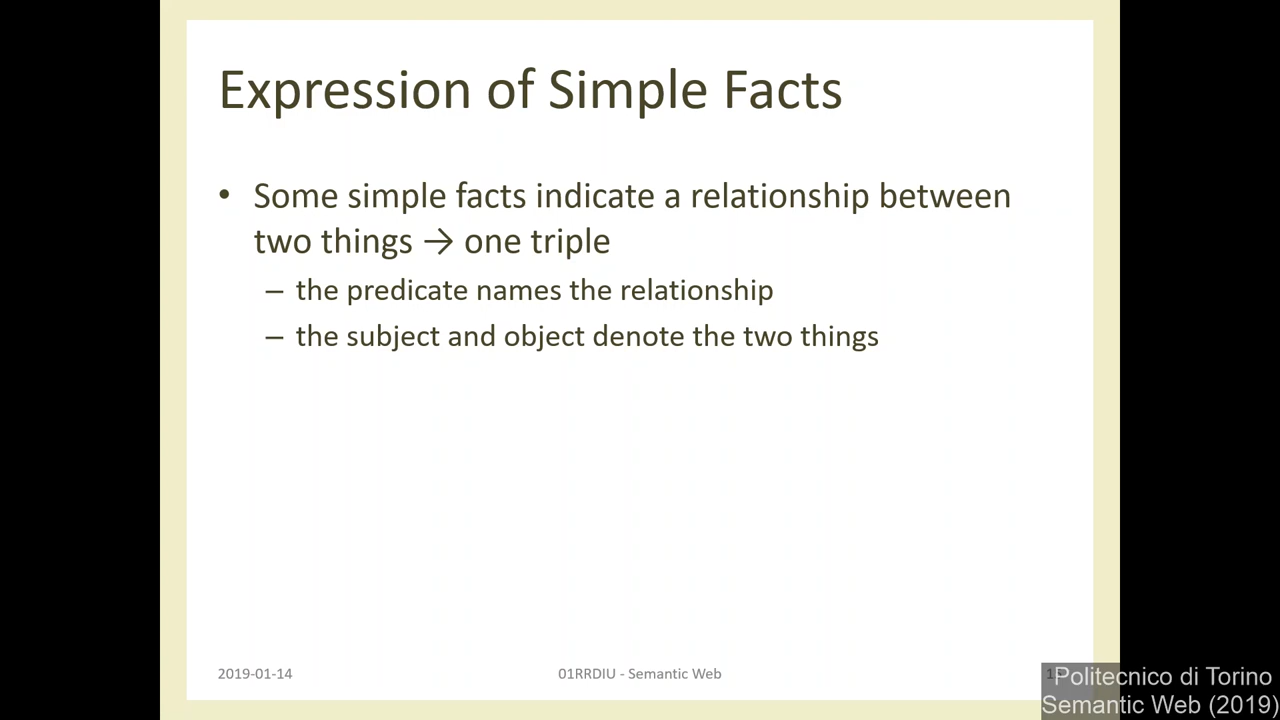 Expression of Simple Facts
• Some simple facts indicate a relationship between
two things → one triple
– the predicate names the relationship
– the subject and object denote the two things
2019-01-14
01RRDIU - Semantic Web
Politecnico di Torino
Semantic Web (2019)